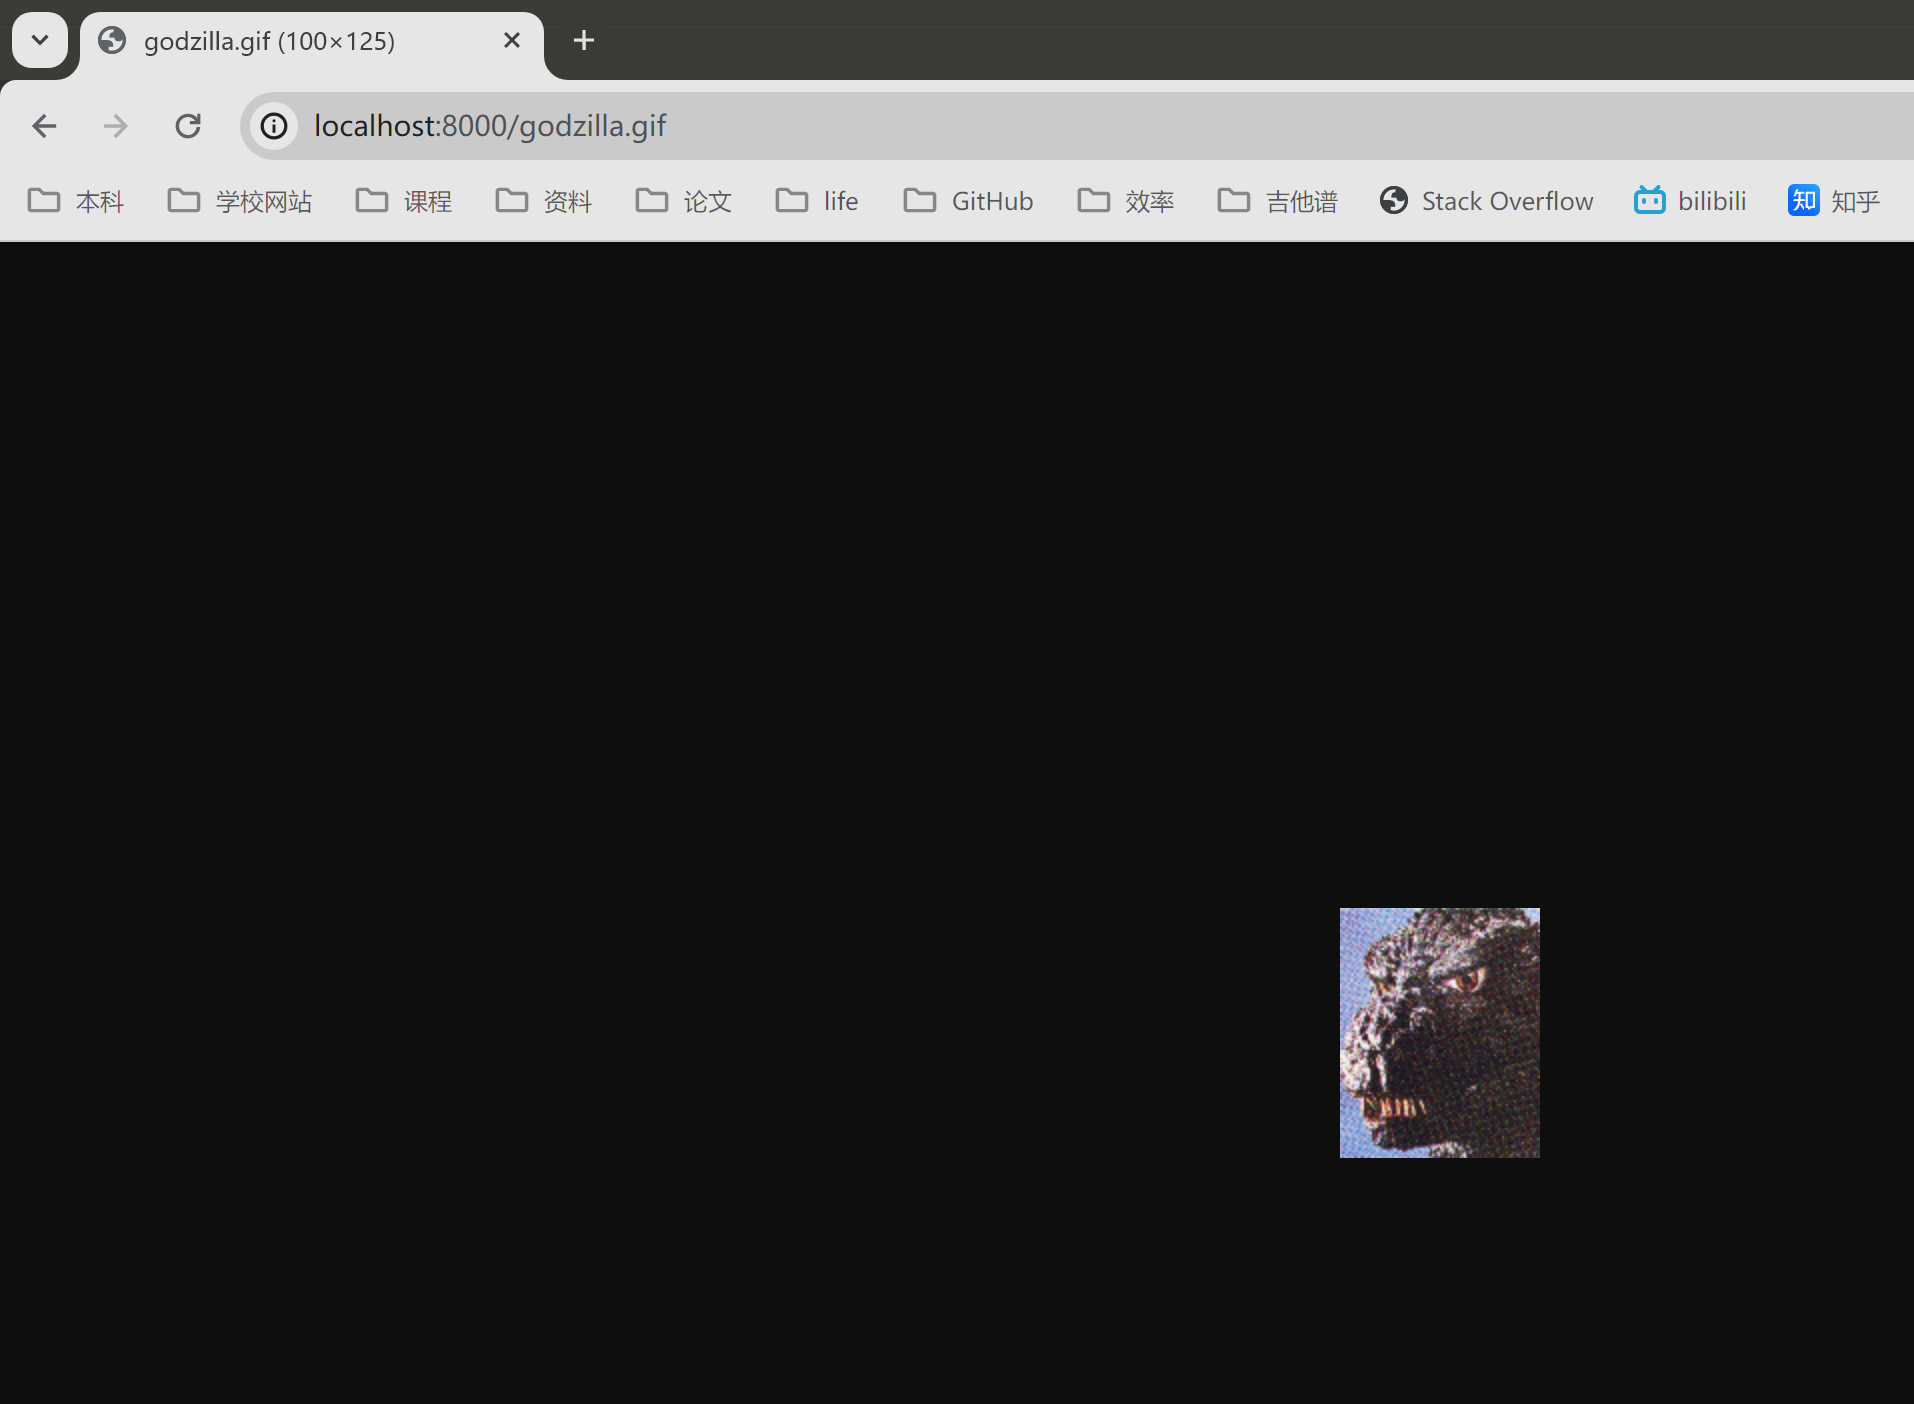 godzilla.gif (100×125)
localhost:8000/godzilla.gif
本科 学校网站 课程 资料 论文 life GitHub 效率 吉他谱 Stack Overflow bilibili 知 知乎